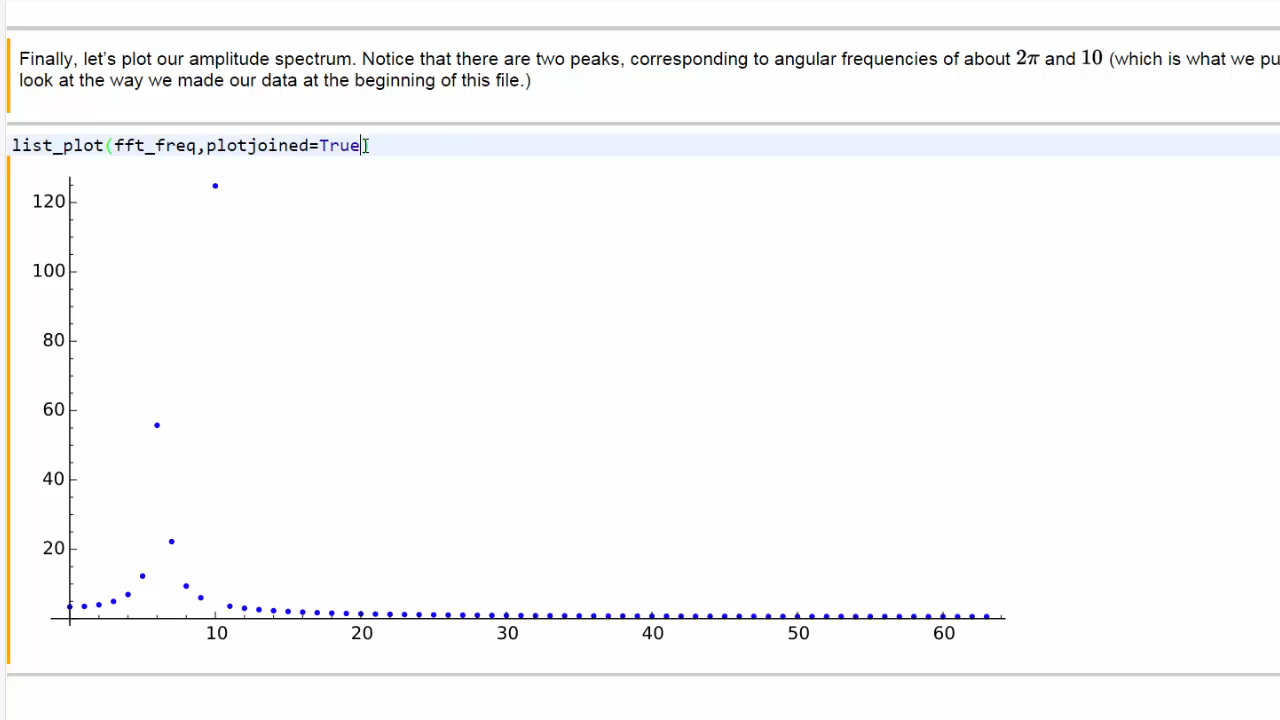 Finally, let's plot our amplitude spectrum. Notice that there are two peaks, corresponding to angular frequencies of about 2π and 10 (which is what we pu
look at the way we made our data at the beginning of this file.)
list_plot(fft_freq,plotjoined=True)
120
100
80
60
40
20
10 20 30 40 50 60